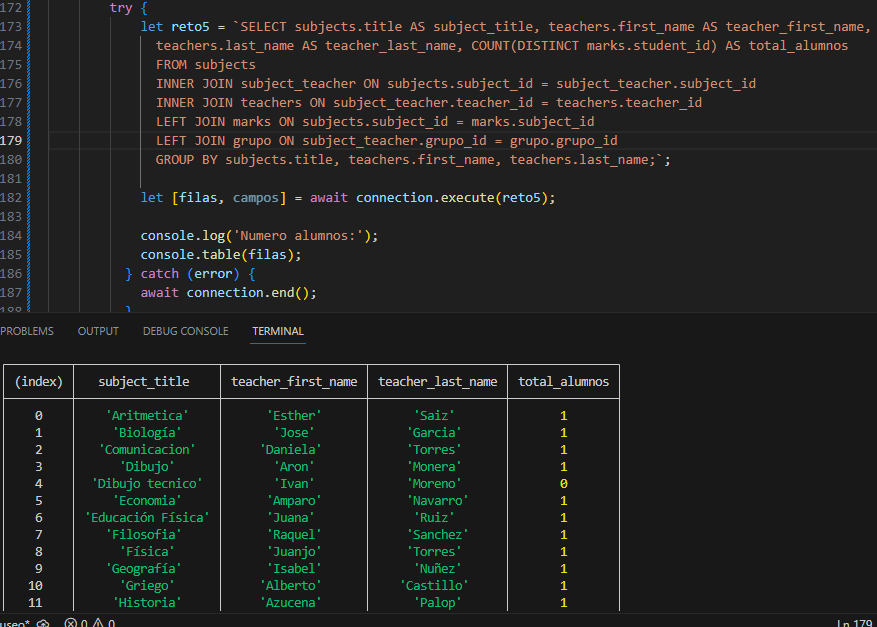 172 try {
173 let reto5 = `SELECT subjects.title AS subject_title, teachers.first_name AS teacher_first_name,
174 teachers.last_name AS teacher_last_name, COUNT(DISTINCT marks.student_id) AS total_alumnos
175 FROM subjects
176 INNER JOIN subject_teacher ON subjects.subject_id = subject_teacher.subject_id
177 INNER JOIN teachers ON subject_teacher.teacher_id = teachers.teacher_id
178 LEFT JOIN marks ON subjects.subject_id = marks.subject_id
179 LEFT JOIN grupo ON subject_teacher.grupo_id = grupo.grupo_id
180 GROUP BY subjects.title, teachers.first_name, teachers.last_name;`;
181
182 let [filas, campos] = await connection.execute(reto5);
183
184 console.log('Numero alumnos:');
185 console.table(filas);
186 } catch (error) {
187 await connection.end();
188 }
PROBLEMS OUTPUT DEBUG CONSOLE TERMINAL
(index) subject_title teacher_first_name teacher_last_name total_alumnos
0 'Aritmetica' 'Esther' 'Saiz' 1
1 'Biología' 'Jose' 'Garcia' 1
2 'Comunicacion' 'Daniela' 'Torres' 1
3 'Dibujo' 'Aron' 'Monera' 1
4 'Dibujo tecnico' 'Ivan' 'Moreno' 0
5 'Economia' 'Amparo' 'Navarro' 1
6 'Educación Física' 'Juana' 'Ruiz' 1
7 'Filosofia' 'Raquel' 'Sanchez' 1
8 'Física' 'Juanjo' 'Torres' 1
9 'Geografía' 'Isabel' 'Nuñez' 1
10 'Griego' 'Alberto' 'Castillo' 1
11 'Historia' 'Azucena' 'Palop' 1
useo* 0 0 Ln 179